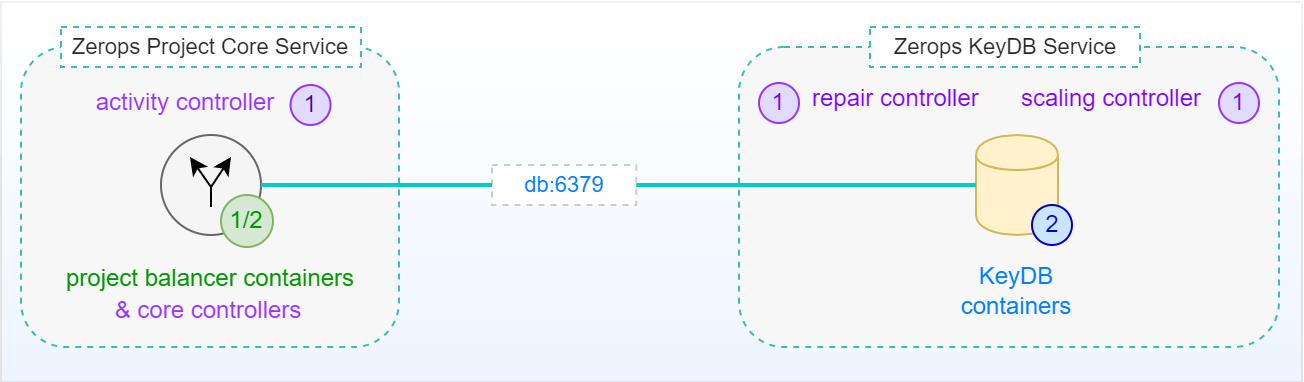 Zerops Project Core Service
activity controller 1
1/2
project balancer containers
& core controllers
db:6379
Zerops KeyDB Service
1 repair controller scaling controller 1
2
KeyDB
containers